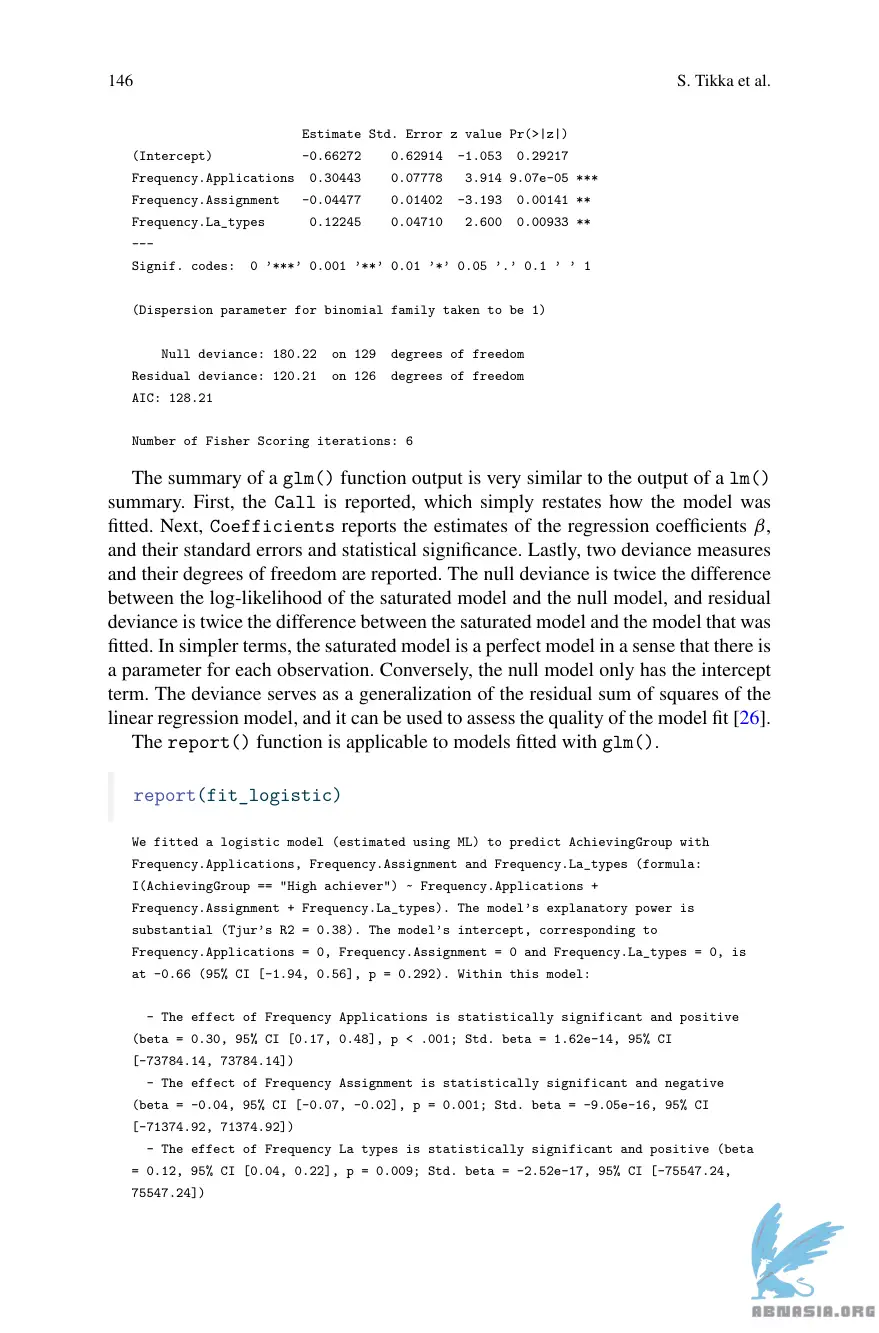 146 S. Tikka et al.
Estimate Std. Error z value Pr(>|z|)
(Intercept) -0.66272 0.62914 -1.053 0.29217
Frequency.Applications 0.30443 0.07778 3.914 9.07e-05 ***
Frequency.Assignment -0.04477 0.01402 -3.193 0.00141 **
Frequency.La_types 0.12245 0.04710 2.600 0.00933 **
---
Signif. codes: 0 ’***’ 0.001 ’**’ 0.01 ’*’ 0.05 ’.’ 0.1 ’ ’ 1
(Dispersion parameter for binomial family taken to be 1)
Null deviance: 180.22 on 129 degrees of freedom
Residual deviance: 120.21 on 126 degrees of freedom
AIC: 128.21
Number of Fisher Scoring iterations: 6
The summary of a glm() function output is very similar to the output of a lm()
summary. First, the Call is reported, which simply restates how the model was
fitted. Next, Coefficients reports the estimates of the regression coefficients β,
and their standard errors and statistical significance. Lastly, two deviance measures
and their degrees of freedom are reported. The null deviance is twice the difference
between the log-likelihood of the saturated model and the null model, and residual
deviance is twice the difference between the saturated model and the model that was
fitted. In simpler terms, the saturated model is a perfect model in a sense that there is
a parameter for each observation. Conversely, the null model only has the intercept
term. The deviance serves as a generalization of the residual sum of squares of the
linear regression model, and it can be used to assess the quality of the model fit [26].
The report() function is applicable to models fitted with glm().
report(fit_logistic)
We fitted a logistic model (estimated using ML) to predict AchievingGroup with
Frequency.Applications, Frequency.Assignment and Frequency.La_types (formula:
I(AchievingGroup == "High achiever") ~ Frequency.Applications +
Frequency.Assignment + Frequency.La_types). The model’s explanatory power is
substantial (Tjur’s R2 = 0.38). The model’s intercept, corresponding to
Frequency.Applications = 0, Frequency.Assignment = 0 and Frequency.La_types = 0, is
at -0.66 (95% CI [-1.94, 0.56], p = 0.292). Within this model:
- The effect of Frequency Applications is statistically significant and positive
(beta = 0.30, 95% CI [0.17, 0.48], p < .001; Std. beta = 1.62e-14, 95% CI
[-73784.14, 73784.14])
- The effect of Frequency Assignment is statistically significant and negative
(beta = -0.04, 95% CI [-0.07, -0.02], p = 0.001; Std. beta = -9.05e-16, 95% CI
[-71374.92, 71374.92])
- The effect of Frequency La types is statistically significant and positive (beta
= 0.12, 95% CI [0.04, 0.22], p = 0.009; Std. beta = -2.52e-17, 95% CI [-75547.24,
75547.24])
ABNASIA.ORG